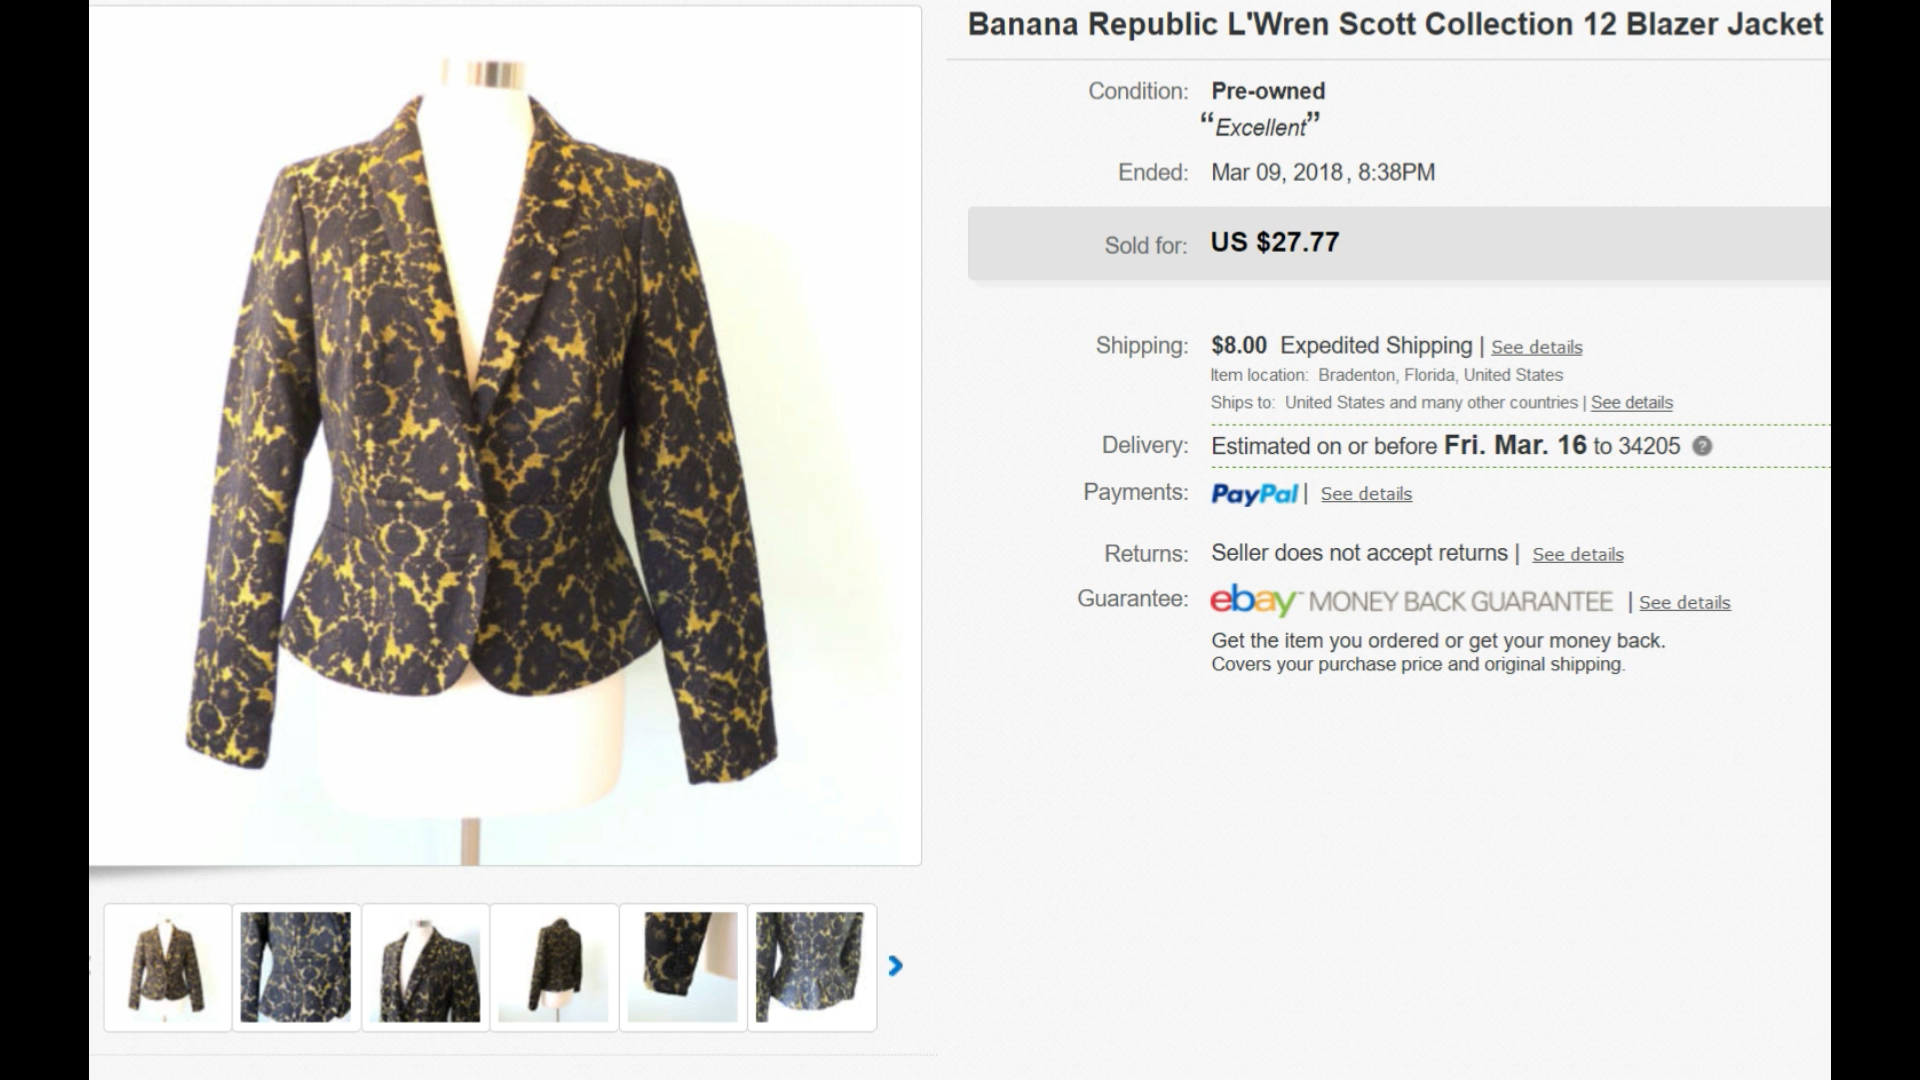 Banana Republic L'Wren Scott Collection 12 Blazer Jacket
Condition: Pre-owned
“Excellent”
Ended: Mar 09, 2018, 8:38PM
Sold for: US $27.77
Shipping: $8.00 Expedited Shipping | See details
Item location: Bradenton, Florida, United States
Ships to: United States and many other countries | See details
Delivery: Estimated on or before Fri. Mar. 16 to 34205 ?
Payments: PayPal | See details
Returns: Seller does not accept returns | See details
Guarantee: ebay™ MONEY BACK GUARANTEE | See details
Get the item you ordered or get your money back.
Covers your purchase price and original shipping.